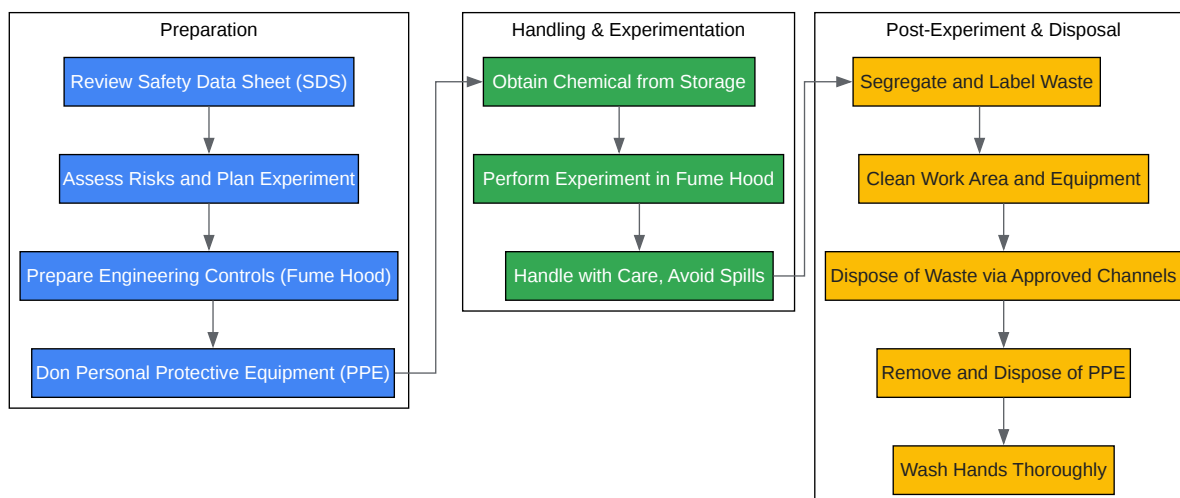 Preparation
Review Safety Data Sheet (SDS)
Assess Risks and Plan Experiment
Prepare Engineering Controls (Fume Hood)
Don Personal Protective Equipment (PPE)
Handling & Experimentation
Obtain Chemical from Storage
Perform Experiment in Fume Hood
Handle with Care, Avoid Spills
Post-Experiment & Disposal
Segregate and Label Waste
Clean Work Area and Equipment
Dispose of Waste via Approved Channels
Remove and Dispose of PPE
Wash Hands Thoroughly